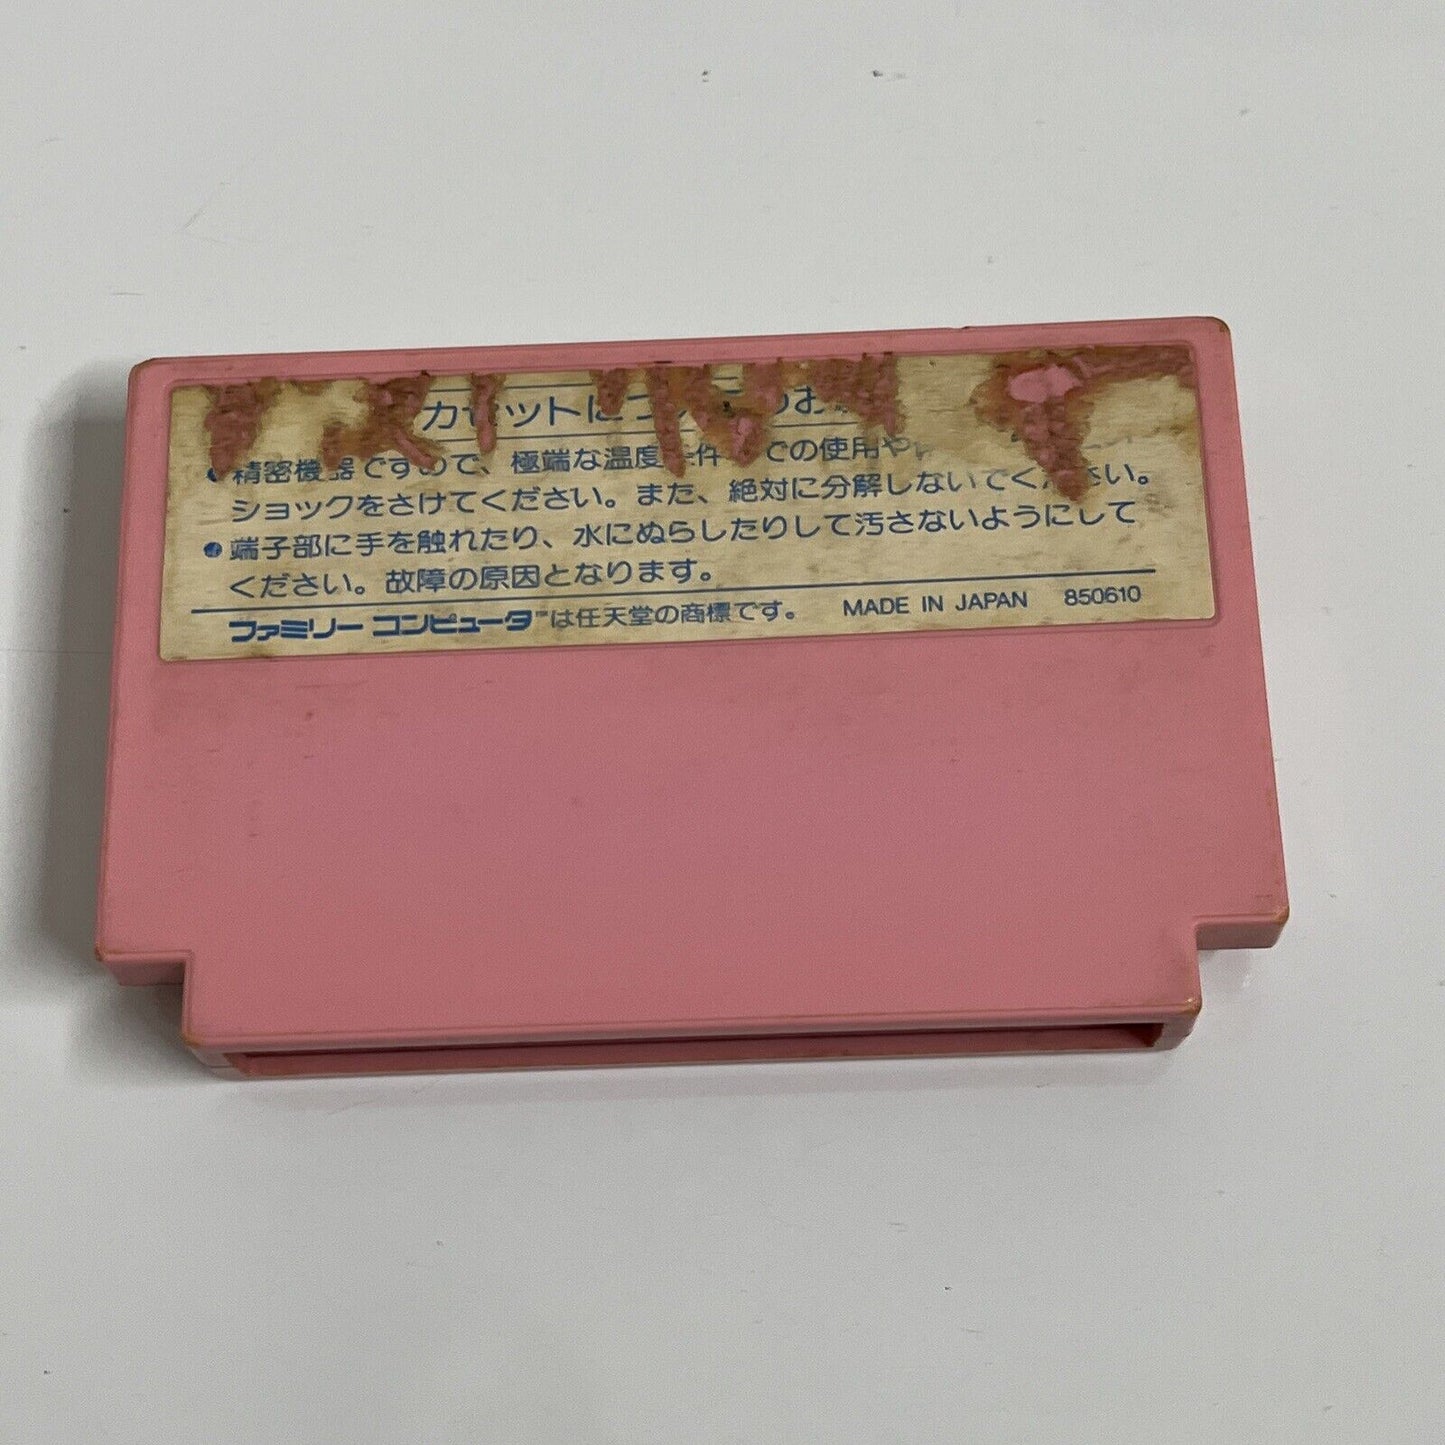 カセットについてのお
●精密機器ですので、極端な温度条件での使用や
ショックをさけてください。また、絶対に分解しないでください。
●端子部に手を触れたり、水にぬらしたりして汚さないようにして
ください。故障の原因となります。
ファミリーコンピュータ™は任天堂の商標です。 MADE IN JAPAN 850610